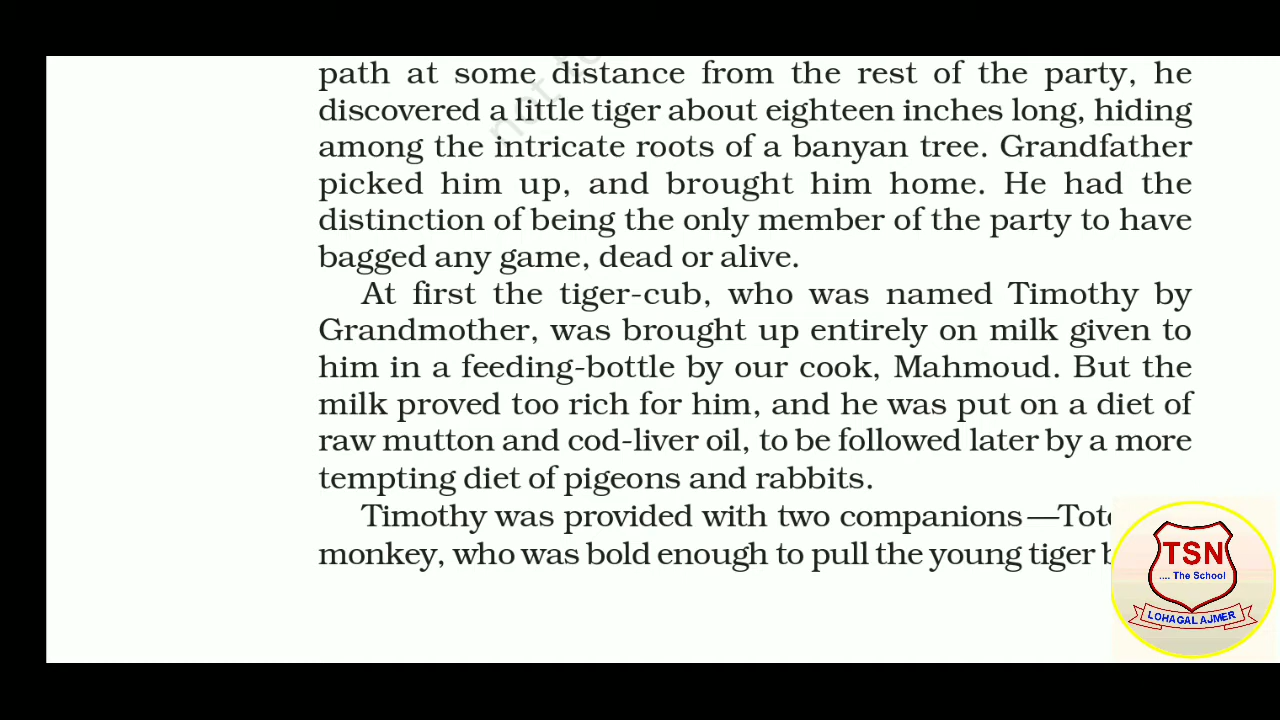 path at some distance from the rest of the party, he
discovered a little tiger about eighteen inches long, hiding
among the intricate roots of a banyan tree. Grandfather
picked him up, and brought him home. He had the
distinction of being the only member of the party to have
bagged any game, dead or alive.
At first the tiger-cub, who was named Timothy by
Grandmother, was brought up entirely on milk given to
him in a feeding-bottle by our cook, Mahmoud. But the
milk proved too rich for him, and he was put on a diet of
raw mutton and cod-liver oil, to be followed later by a more
tempting diet of pigeons and rabbits.
Timothy was provided with two companions—
monkey, who was bold enough to pull the young tiger
not
TSN
.... The School
LOHAGAL AJMER